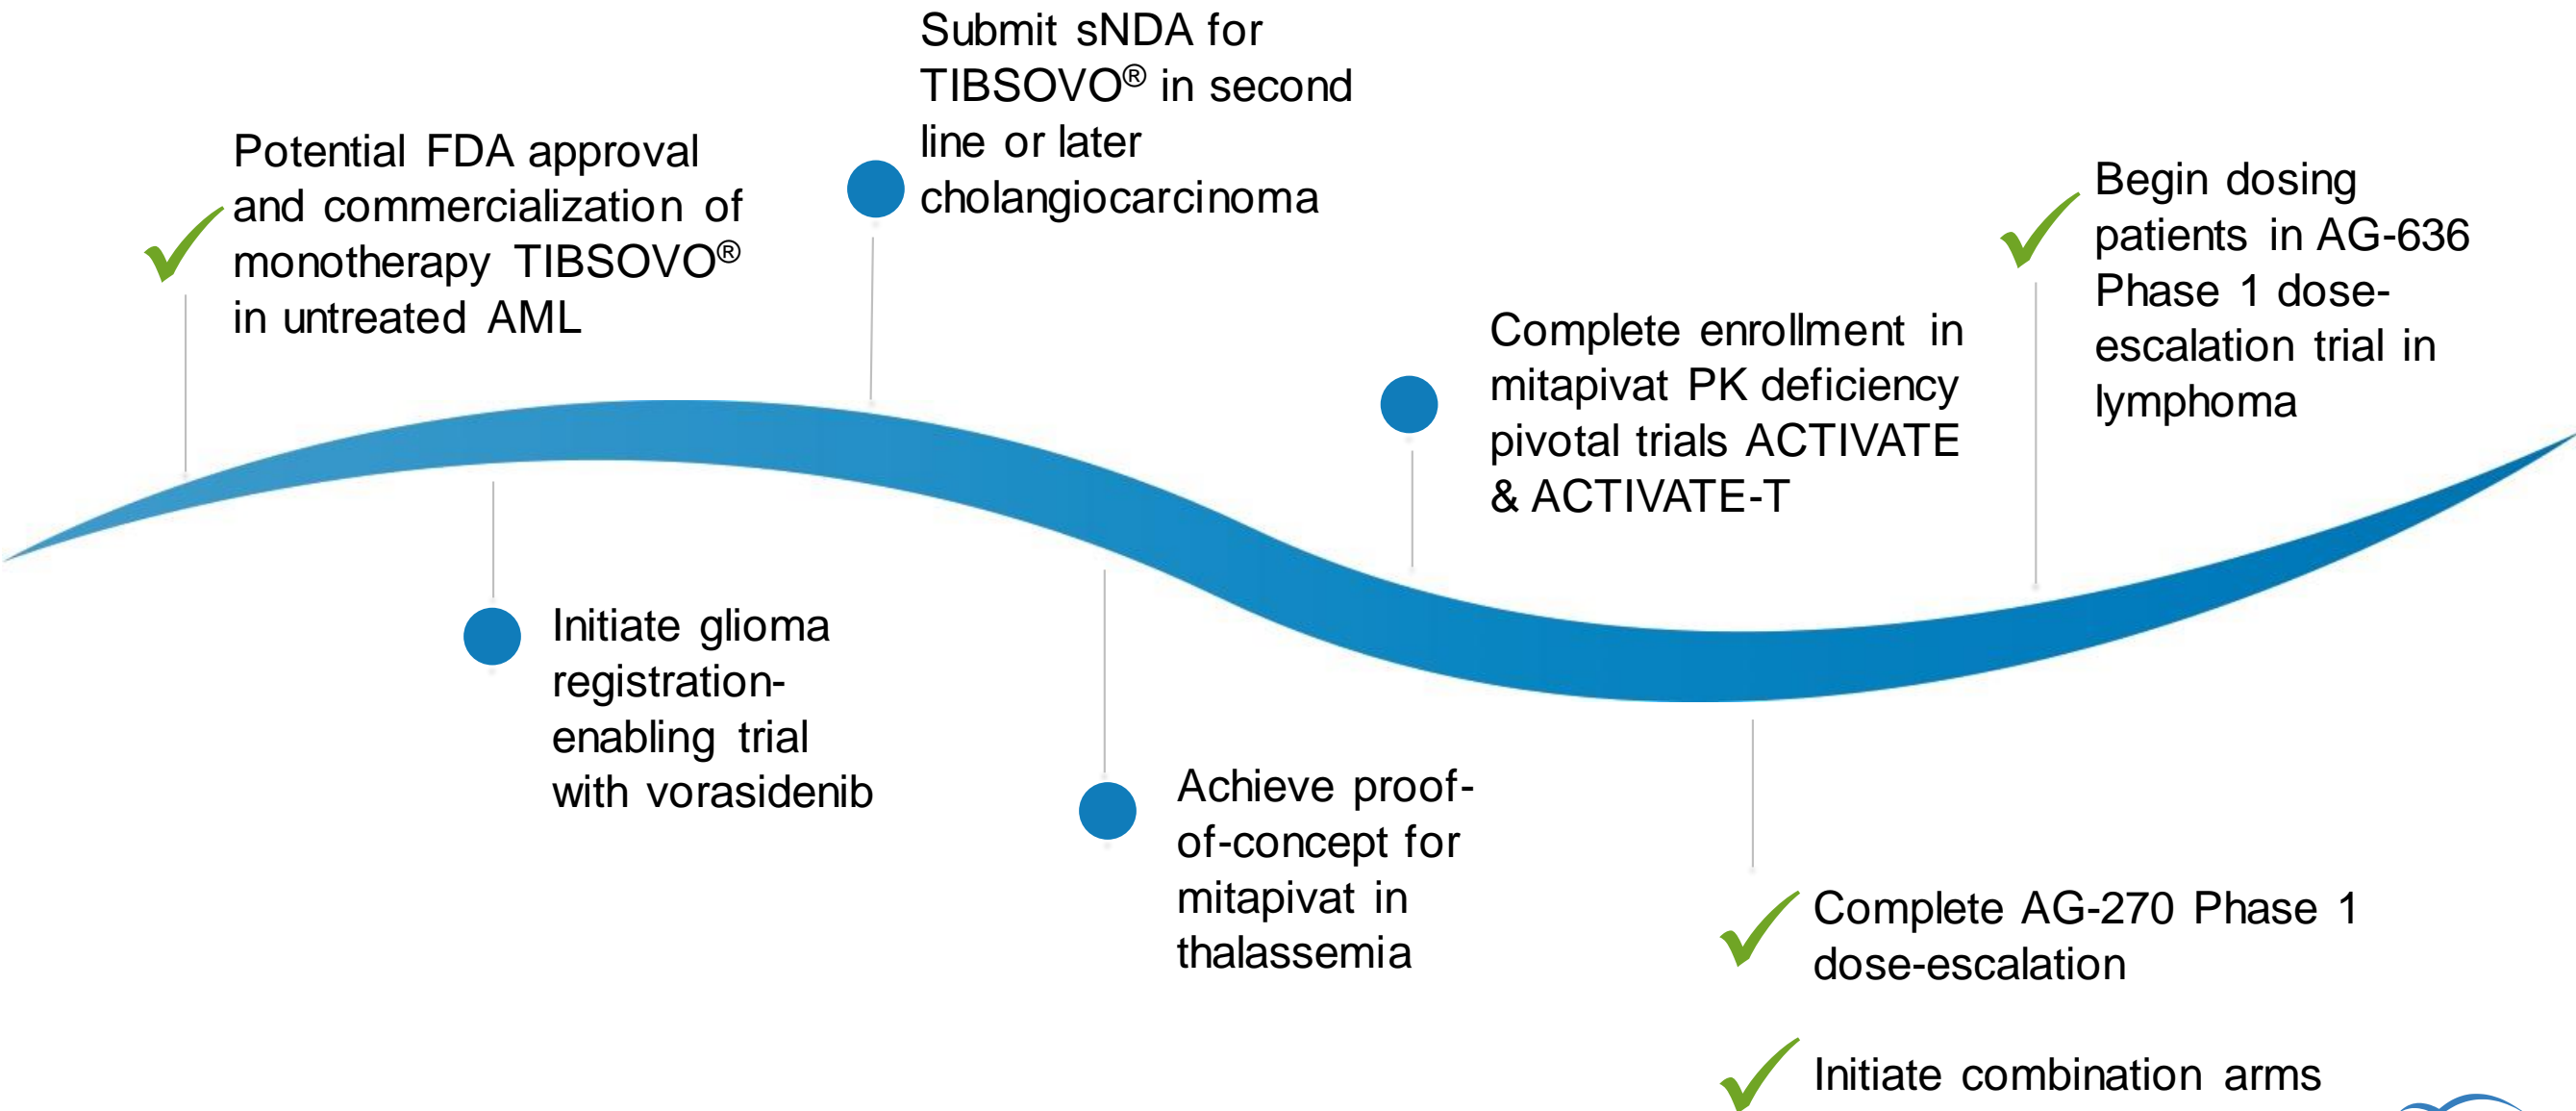 Potential FDA approval
and commercialization of
monotherapy TIBSOVO®
in untreated AML
Initiate glioma
registration-
enabling trial
with vorasidenib
Submit sNDA for
TIBSOVO® in second
line or later
cholangiocarcinoma
Achieve proof-
of-concept for
mitapivat in
thalassemia
Complete enrollment in
mitapivat PK deficiency
pivotal trials ACTIVATE
& ACTIVATE-T
Complete AG-270 Phase 1
dose-escalation
Initiate combination arms
Begin dosing
patients in AG-636
Phase 1 dose-
escalation trial in
lymphoma